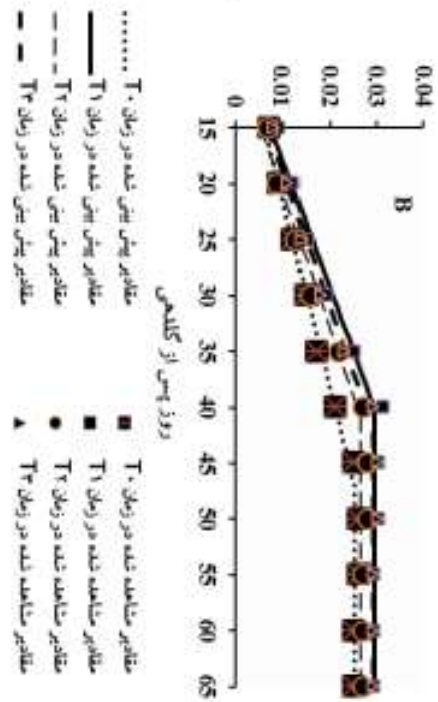 B
0.04
0.03
0.02
0.01
0
15
20
25
30
35
40
45
50
55
60
65
روز پس از گلدهی
مقادیر پیش بینی شده در زمان T۰
مقادیر پیش بینی شده در زمان T۱
مقادیر پیش بینی شده در زمان T۲
مقادیر پیش بینی شده در زمان T۳
مقادیر مشاهده شده در زمان T۰
مقادیر مشاهده شده در زمان T۱
مقادیر مشاهده شده در زمان T۲
مقادیر مشاهده شده در زمان T۳